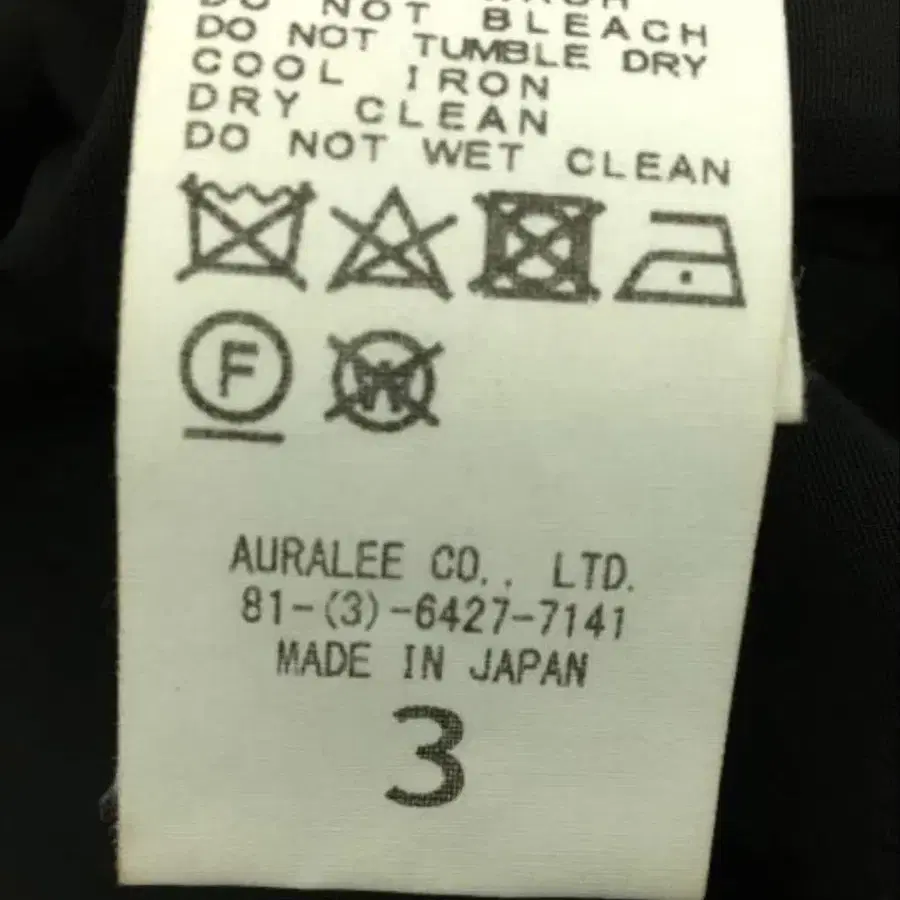 DO NOT BLEACH
DO NOT TUMBLE DRY
COOL IRON
DRY CLEAN
DO NOT WET CLEAN
F
W
AURALEE CO., LTD.
81-(3)-6427-7141
MADE IN JAPAN
3